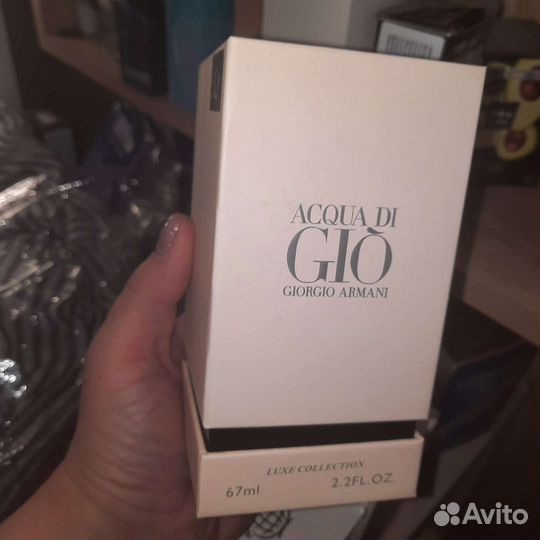 ACQUA DI
GIÒ
GIORGIO ARMANI
LUXE COLLECTION
67ml 2.2FL.OZ.
Avito